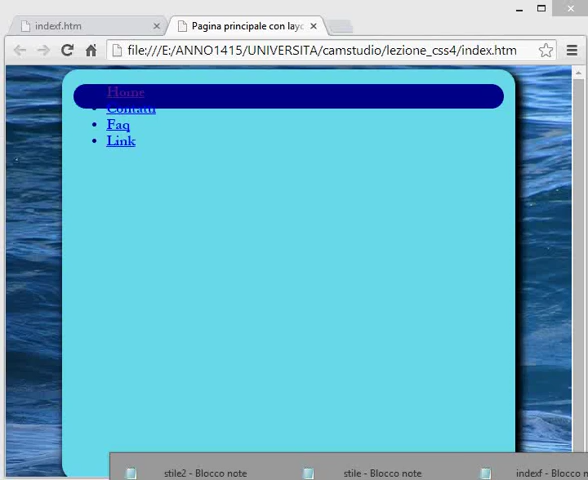 indexf.htm
Pagina principale con layo
file:///E:/ANNO1415/UNIVERSITA/camstudio/lezione_css4/index.htm
Home
Contatti
Faq
Link
stile2 - Blocco note
stile - Blocco note
indexf - Blocco n